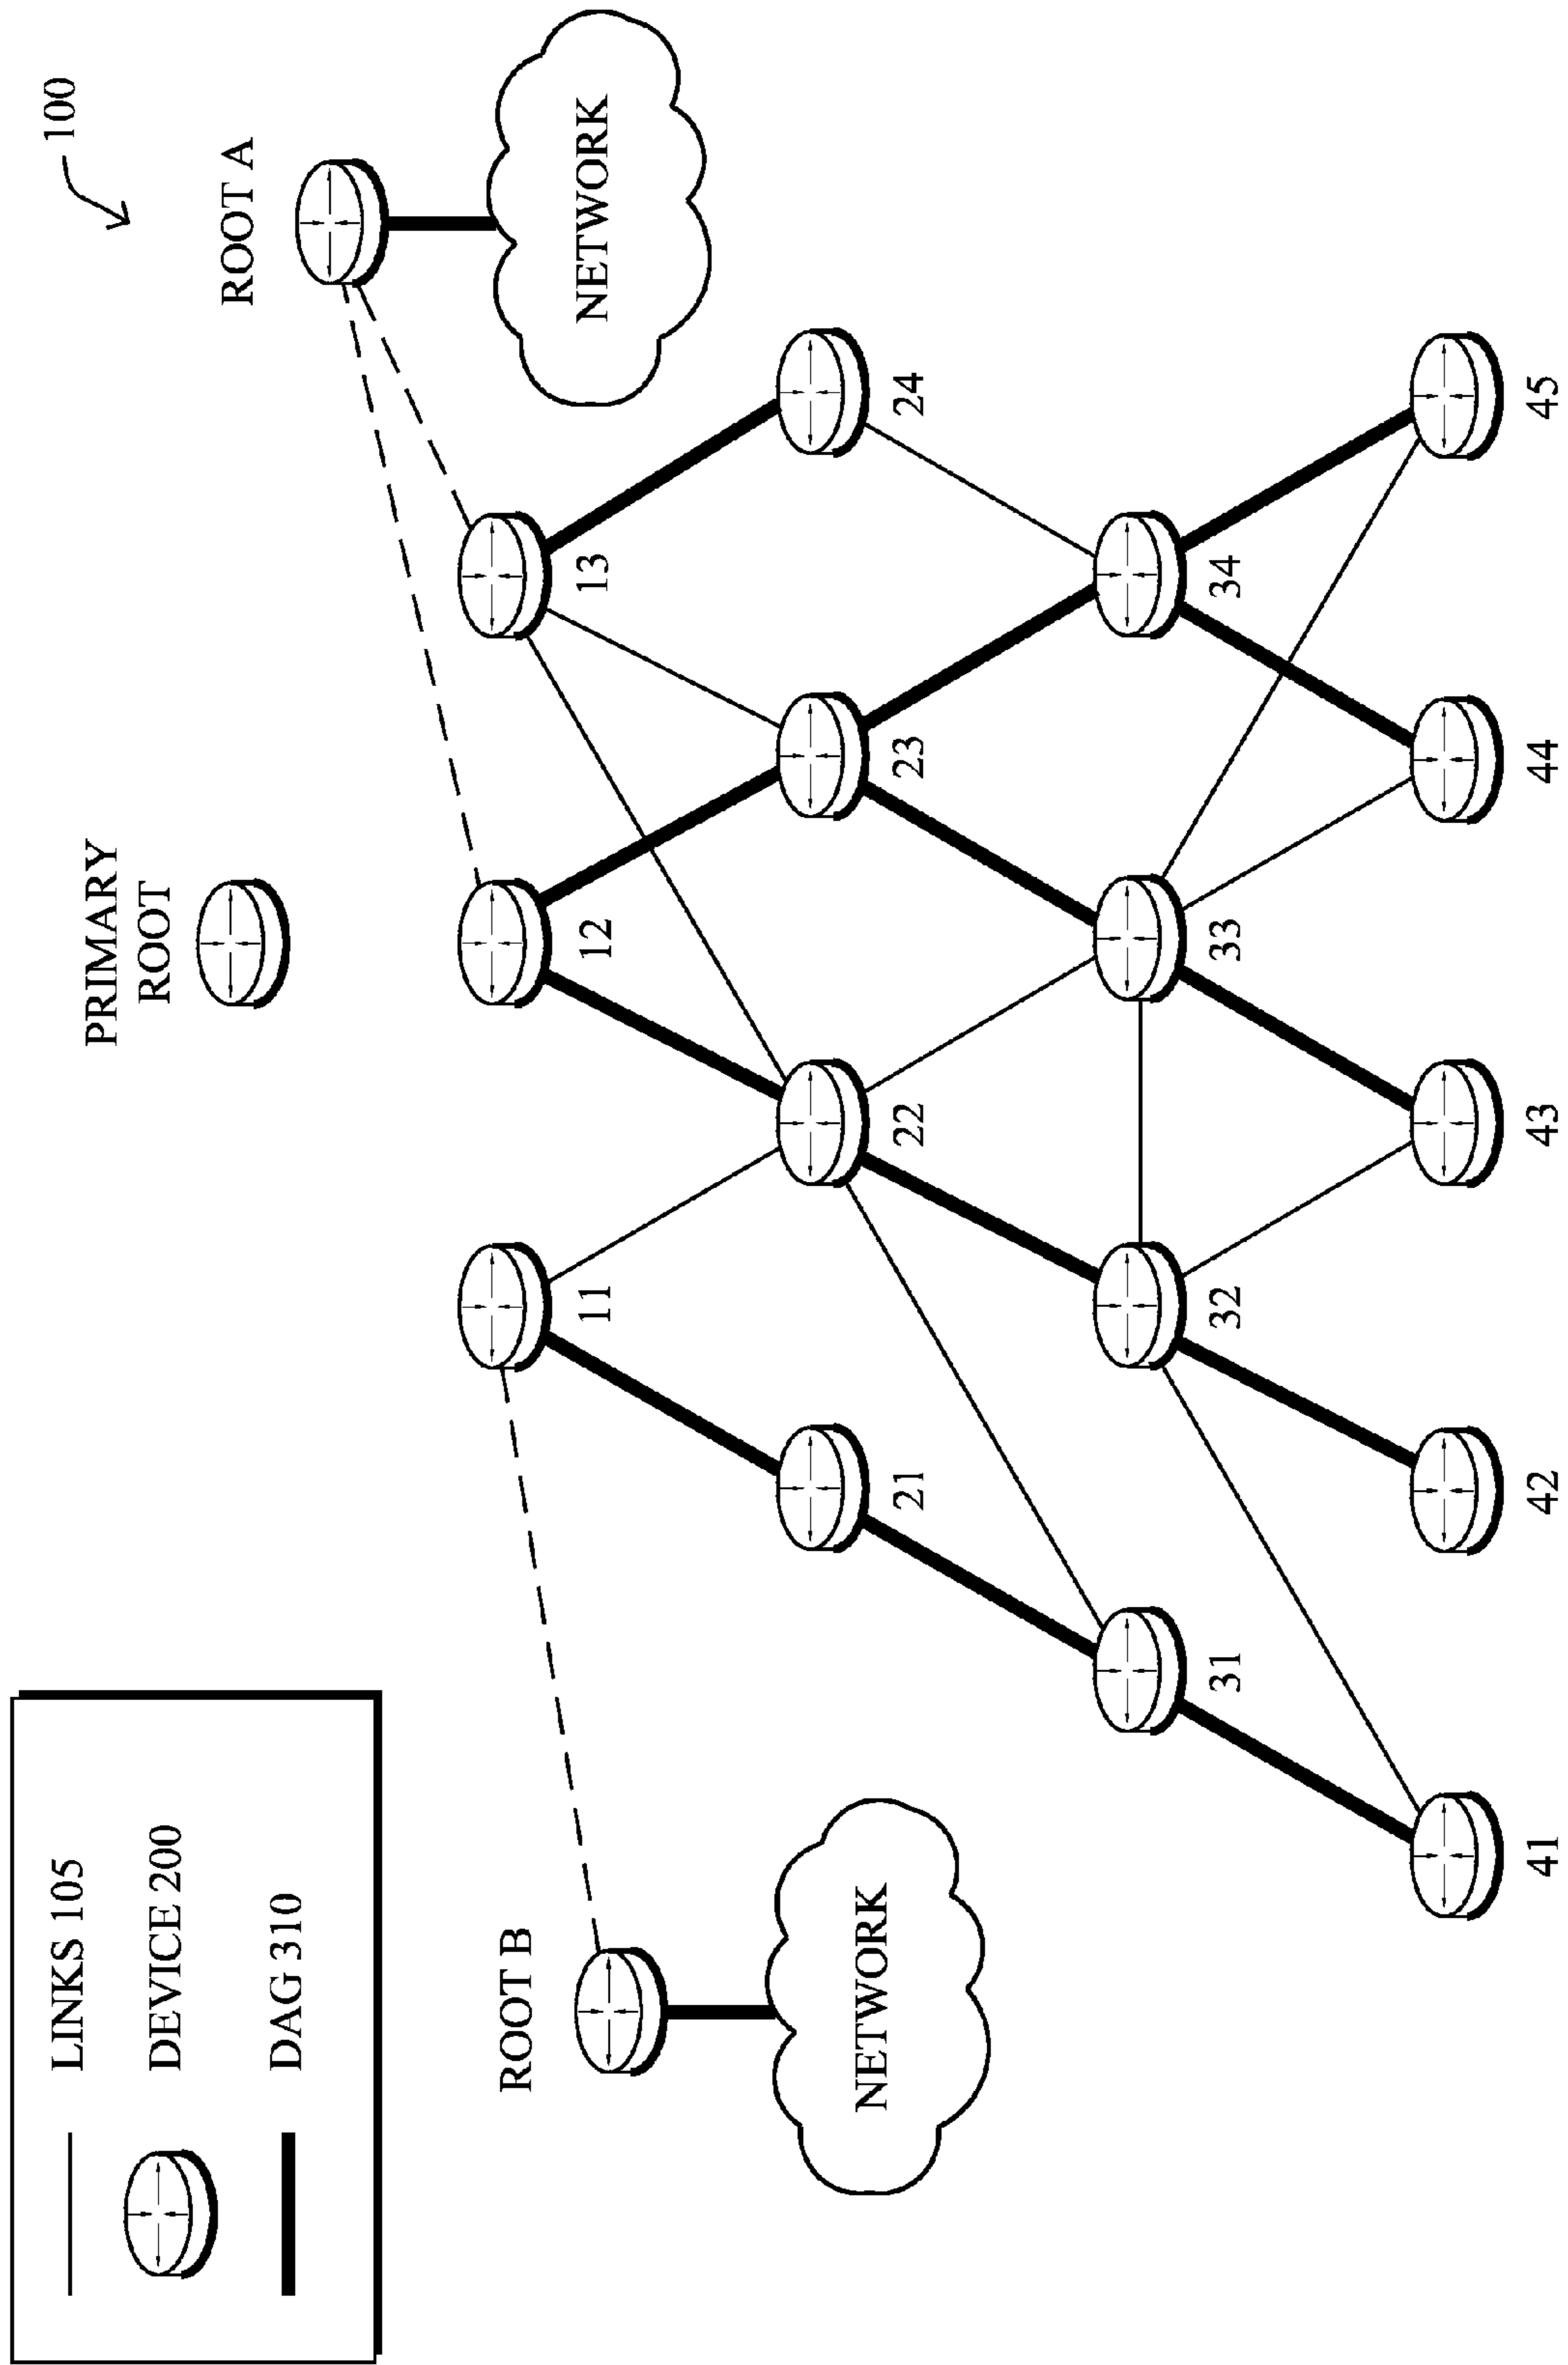 100
LINKS 105
DEVICE 200
DAG 310
PRIMARY
ROOT
ROOT A
NETWORK
ROOT B
NETWORK
11
12
13
21
22
23
24
31
32
33
34
41
42
43
44
45